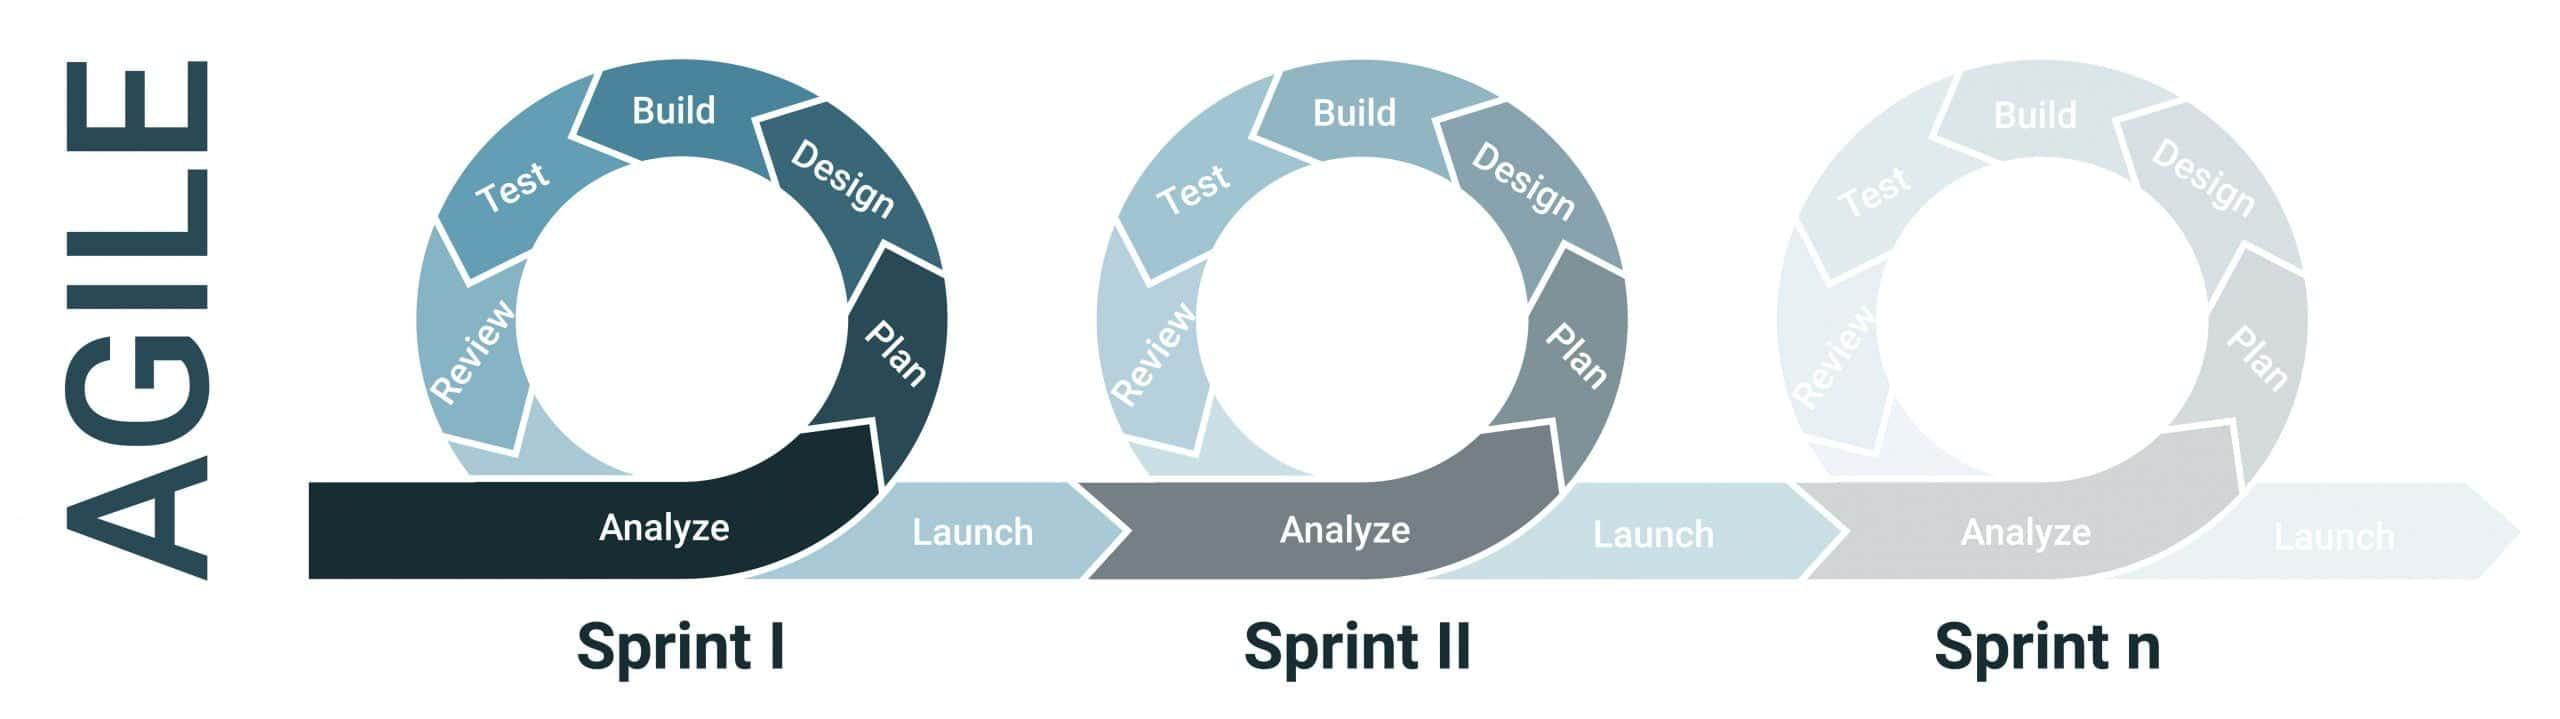 AGILE
Analyze
Plan
Design
Build
Test
Review
Launch
Sprint I
Analyze
Plan
Design
Build
Test
Review
Launch
Sprint II
Analyze
Plan
Design
Build
Test
Review
Launch
Sprint n